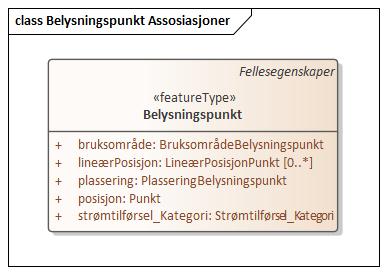 class Belysningspunkt Assosiasjoner
Fellesegenskaper
«featureType»
Belysningspunkt
+ bruksområde: BruksområdeBelysningspunkt
+ lineærPosisjon: LineærPosisjonPunkt [0..*]
+ plassering: PlasseringBelysningspunkt
+ posisjon: Punkt
+ strømtilførsel_Kategori: Strømtilførsel_Kategori